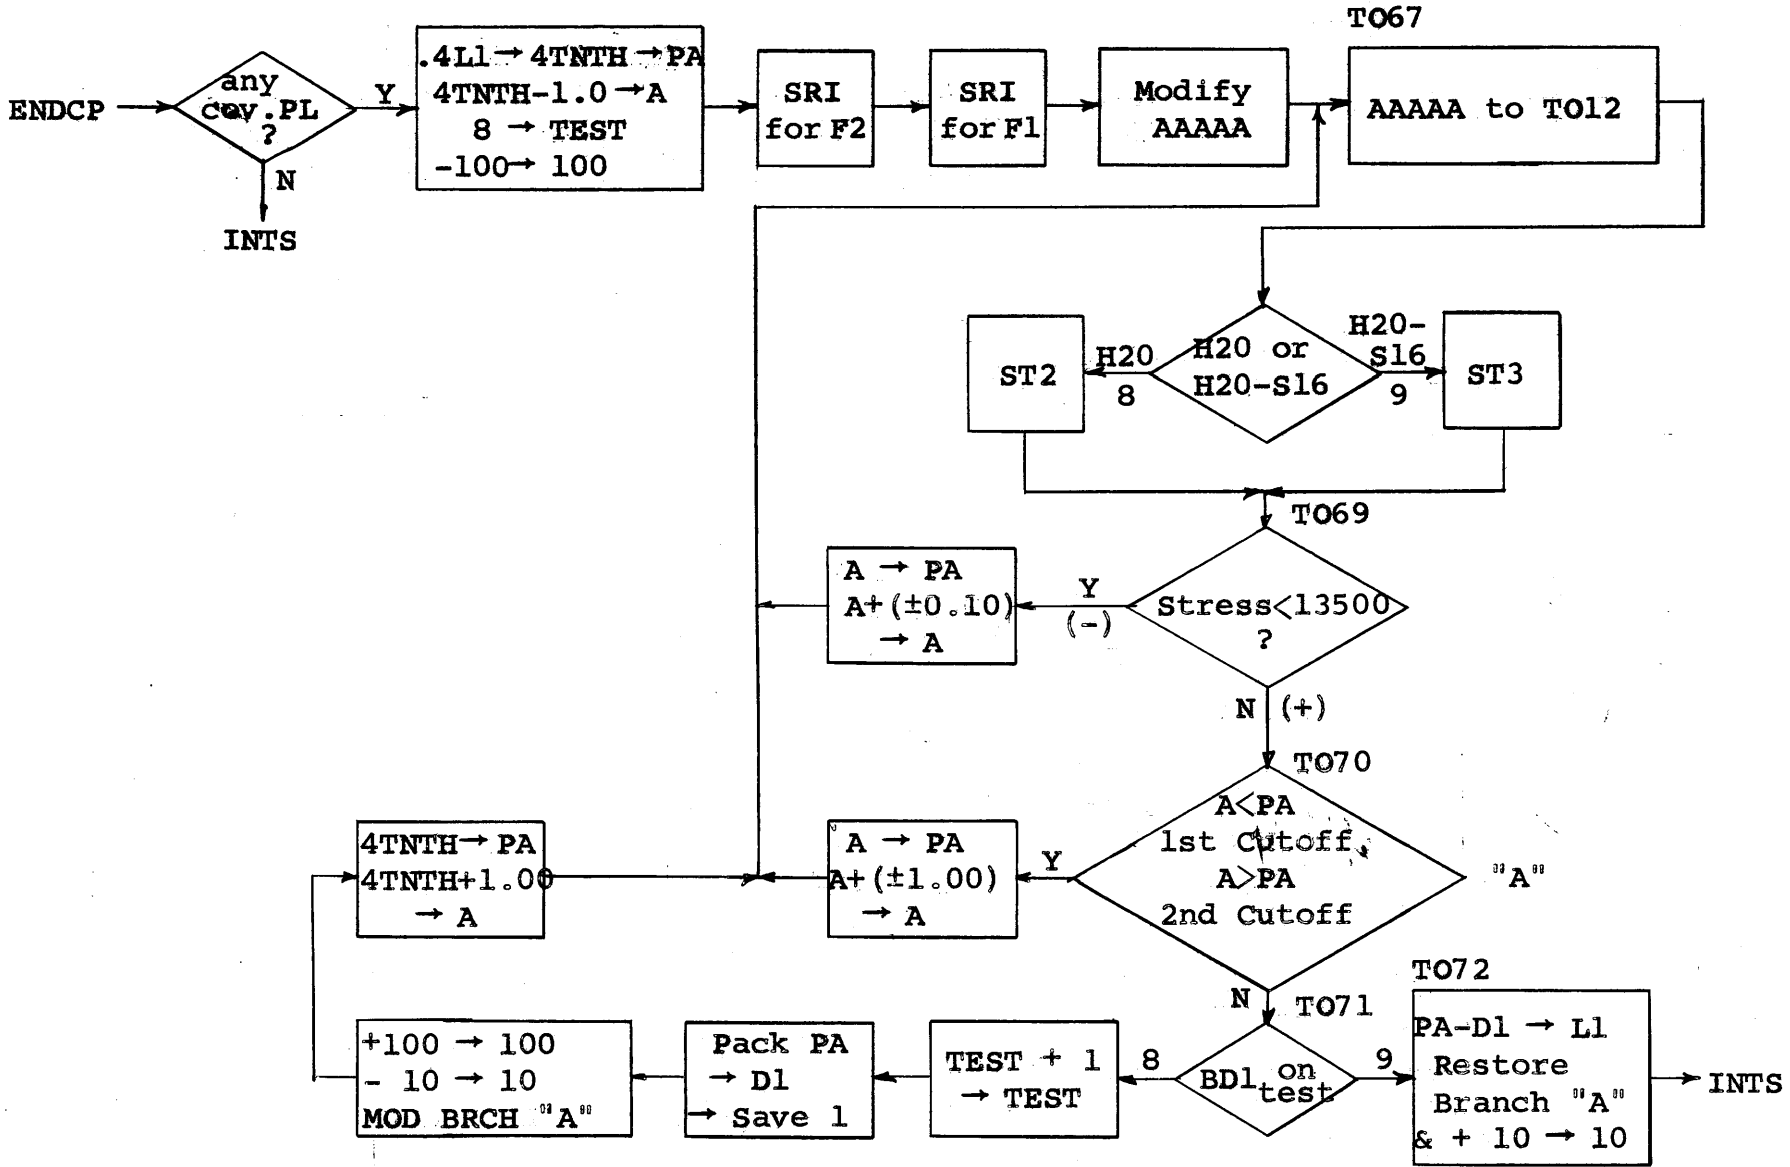 TO67
ENDCP
any
cov.PL
?
Y
N
INTS
.4L1→ 4TNTH → PA
4TNTH-1.0 → A
8 → TEST
-100→ 100
SRI
for F2
SRI
for F1
Modify
AAAAA
AAAAA to TO12
H20 or
H20-S16
H20
8
H20-
S16
9
ST2
ST3
TO69
Stress<13500
?
Y
(-)
A → PA
A+(±0.10)
→ A
N (+)
TO70
A<PA
1st Cutoff,
A>PA
2nd Cutoff
"A"
Y
A → PA
A+(±1.00)
→ A
4TNTH→ PA
4TNTH+1.00
→ A
N
TO71
BD1 on
test
8
9
TEST + 1
→ TEST
Pack PA
→ D1
→ Save 1
+100 → 100
- 10 → 10
MOD BRCH "A"
TO72
PA-D1 → L1
Restore
Branch "A"
& + 10 → 10
INTS